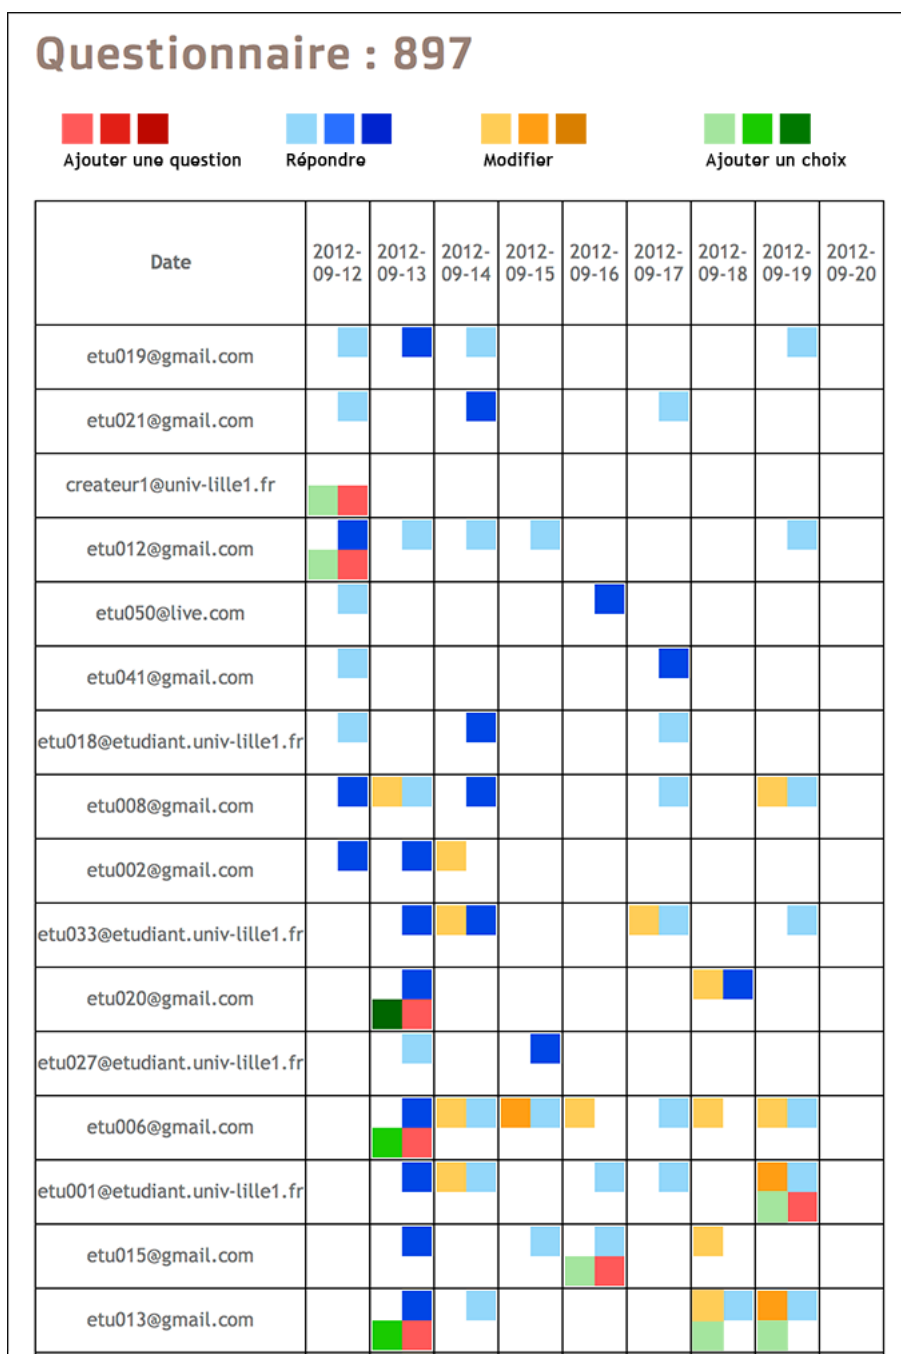 Questionnaire : 897
Ajouter une question Répondre Modifier Ajouter un choix
Date 2012-09-12 2012-09-13 2012-09-14 2012-09-15 2012-09-16 2012-09-17 2012-09-18 2012-09-19 2012-09-20
etu019@gmail.com
etu021@gmail.com
createur1@univ-lille1.fr
etu012@gmail.com
etu050@live.com
etu041@gmail.com
etu018@etudiant.univ-lille1.fr
etu008@gmail.com
etu002@gmail.com
etu033@etudiant.univ-lille1.fr
etu020@gmail.com
etu027@etudiant.univ-lille1.fr
etu006@gmail.com
etu001@etudiant.univ-lille1.fr
etu015@gmail.com
etu013@gmail.com